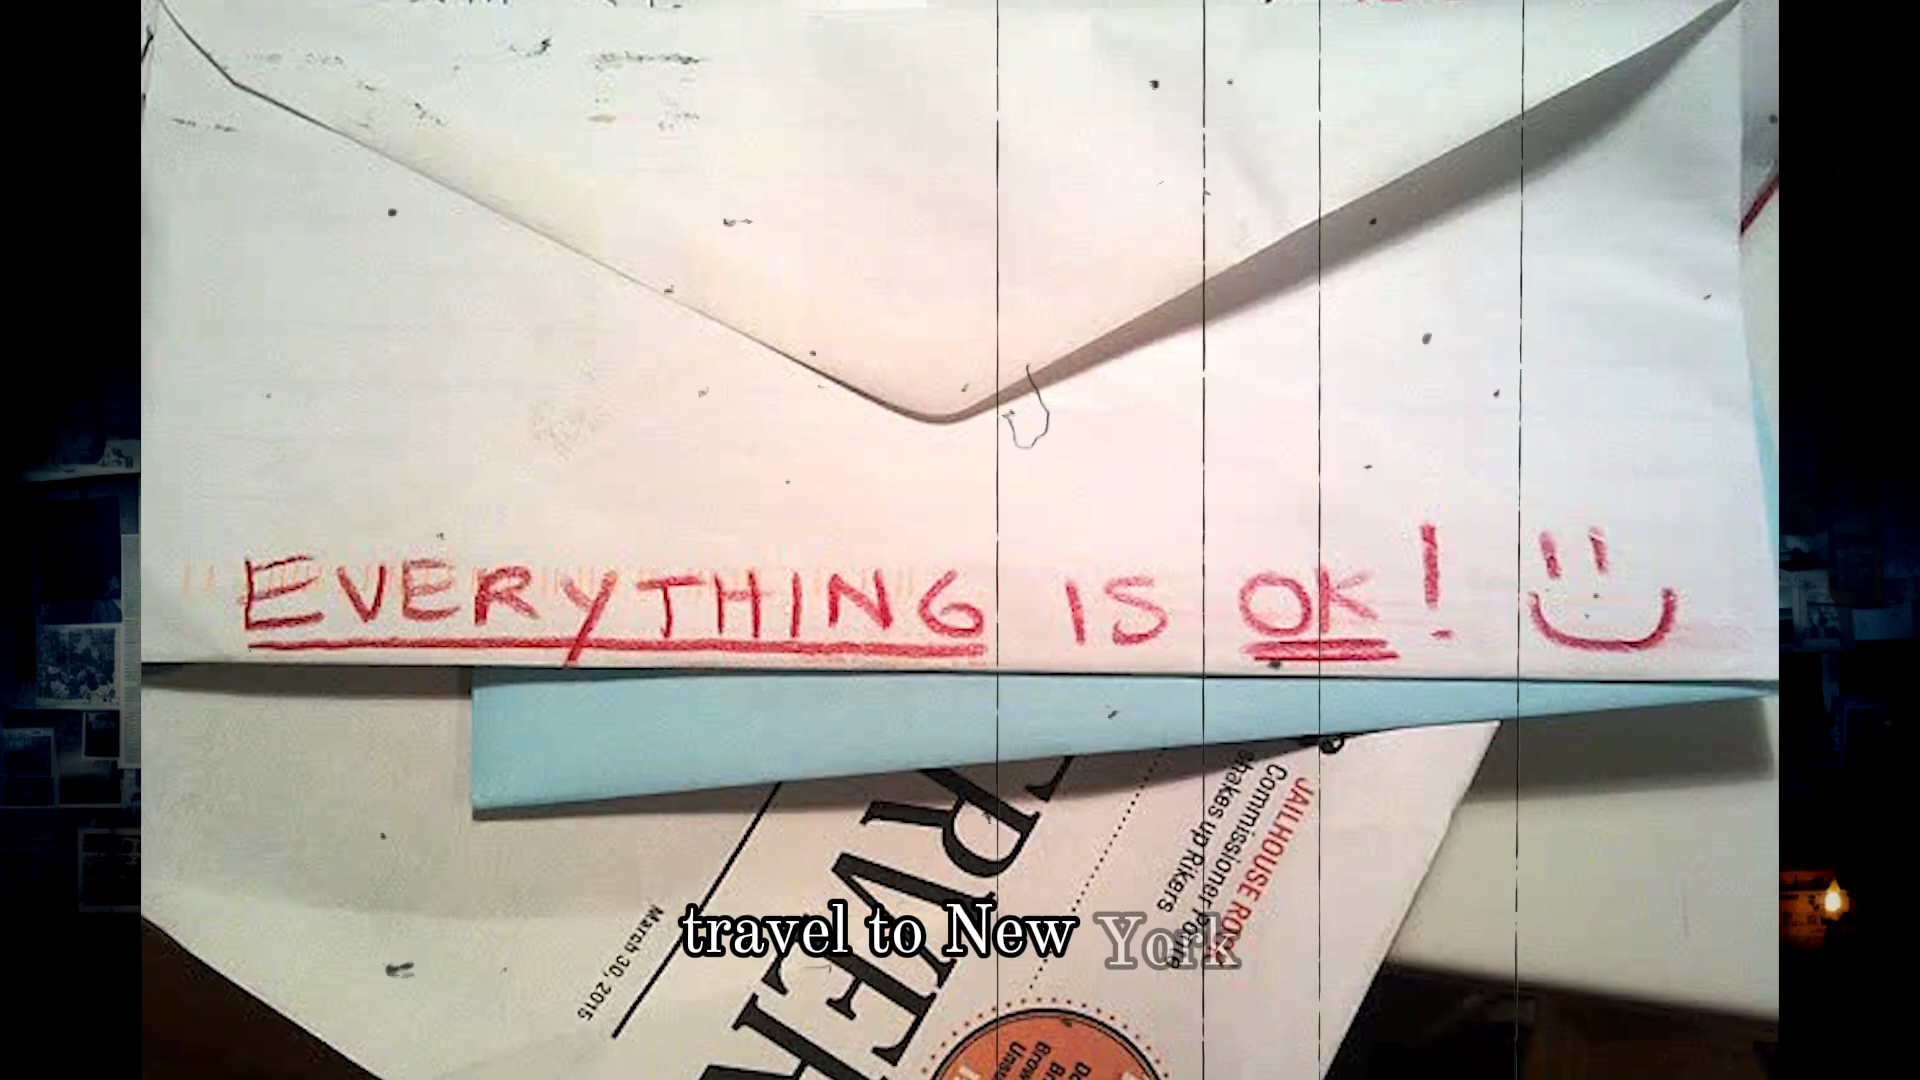 EVERYTHING IS OK!
JAILHOUSE ROCK
Commissioner Ponte
shakes up Rikers
March 30, 2015
travel to New York